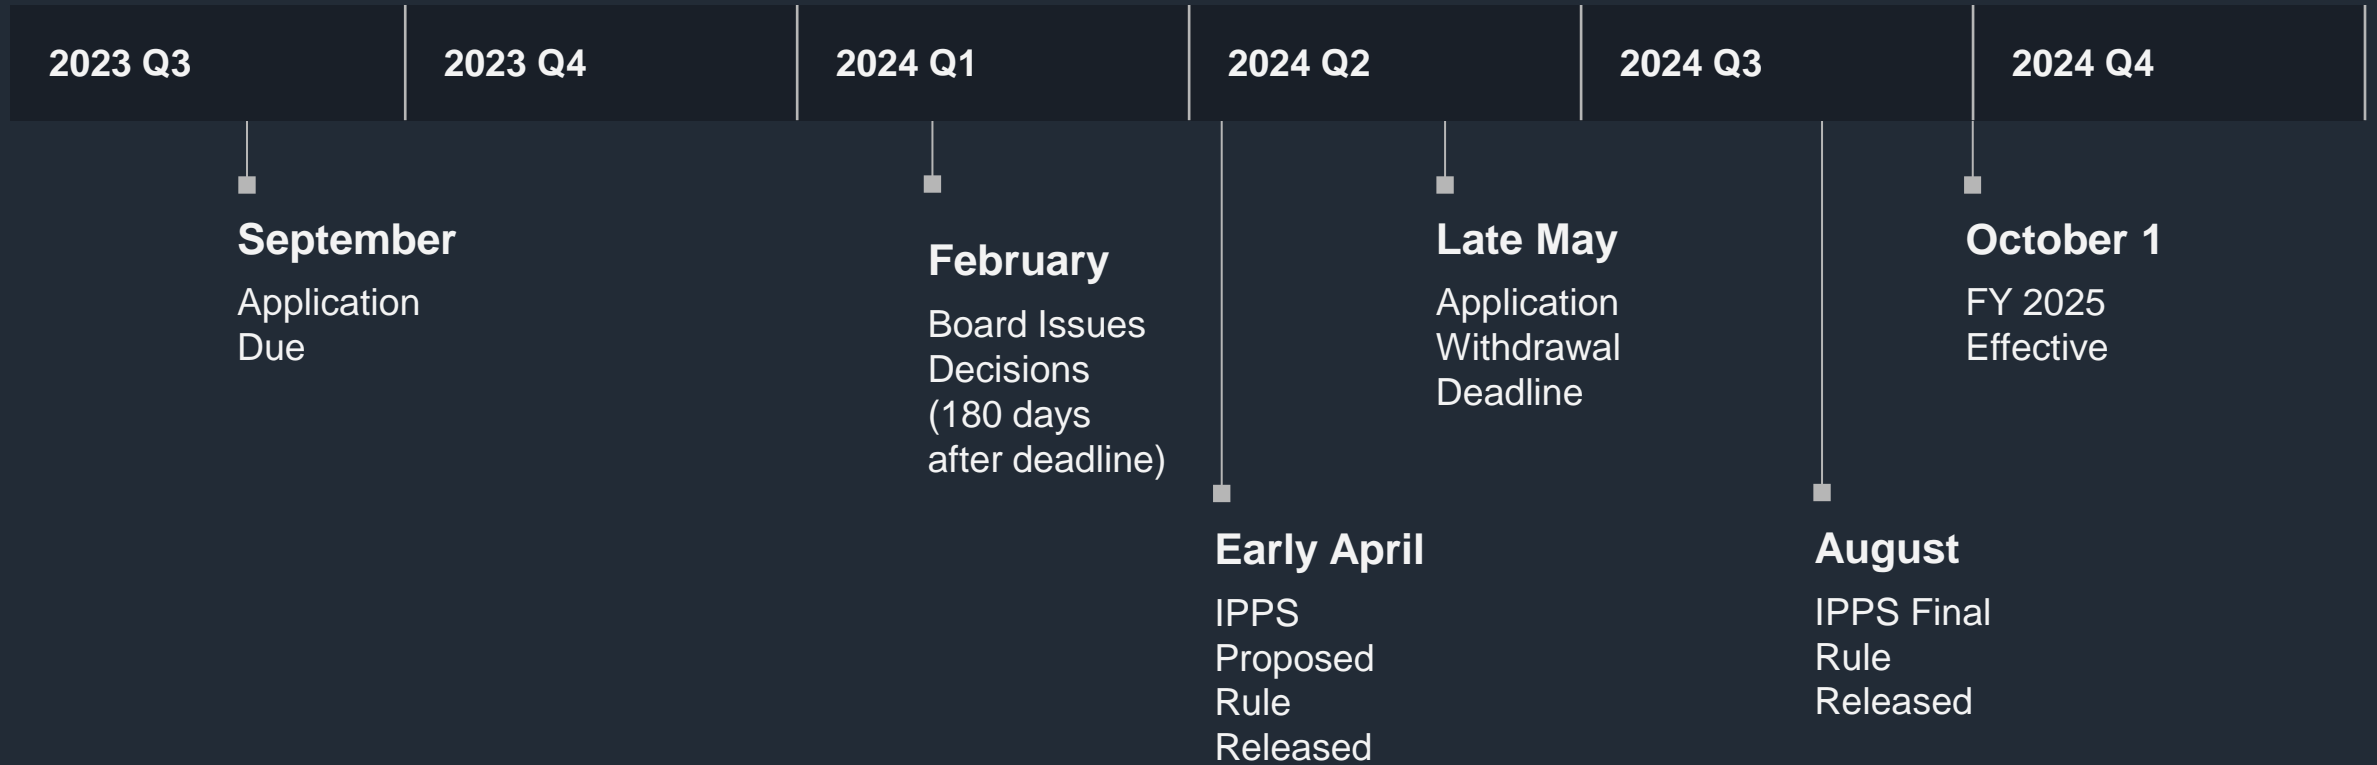 2023 Q3
2023 Q4
2024 Q1
2024 Q2
2024 Q3
2024 Q4
September
Application
Due
February
Board Issues
Decisions
(180 days
after deadline)
Early April
IPPS
Proposed
Rule
Released
Late May
Application
Withdrawal
Deadline
August
IPPS Final
Rule
Released
October 1
FY 2025
Effective